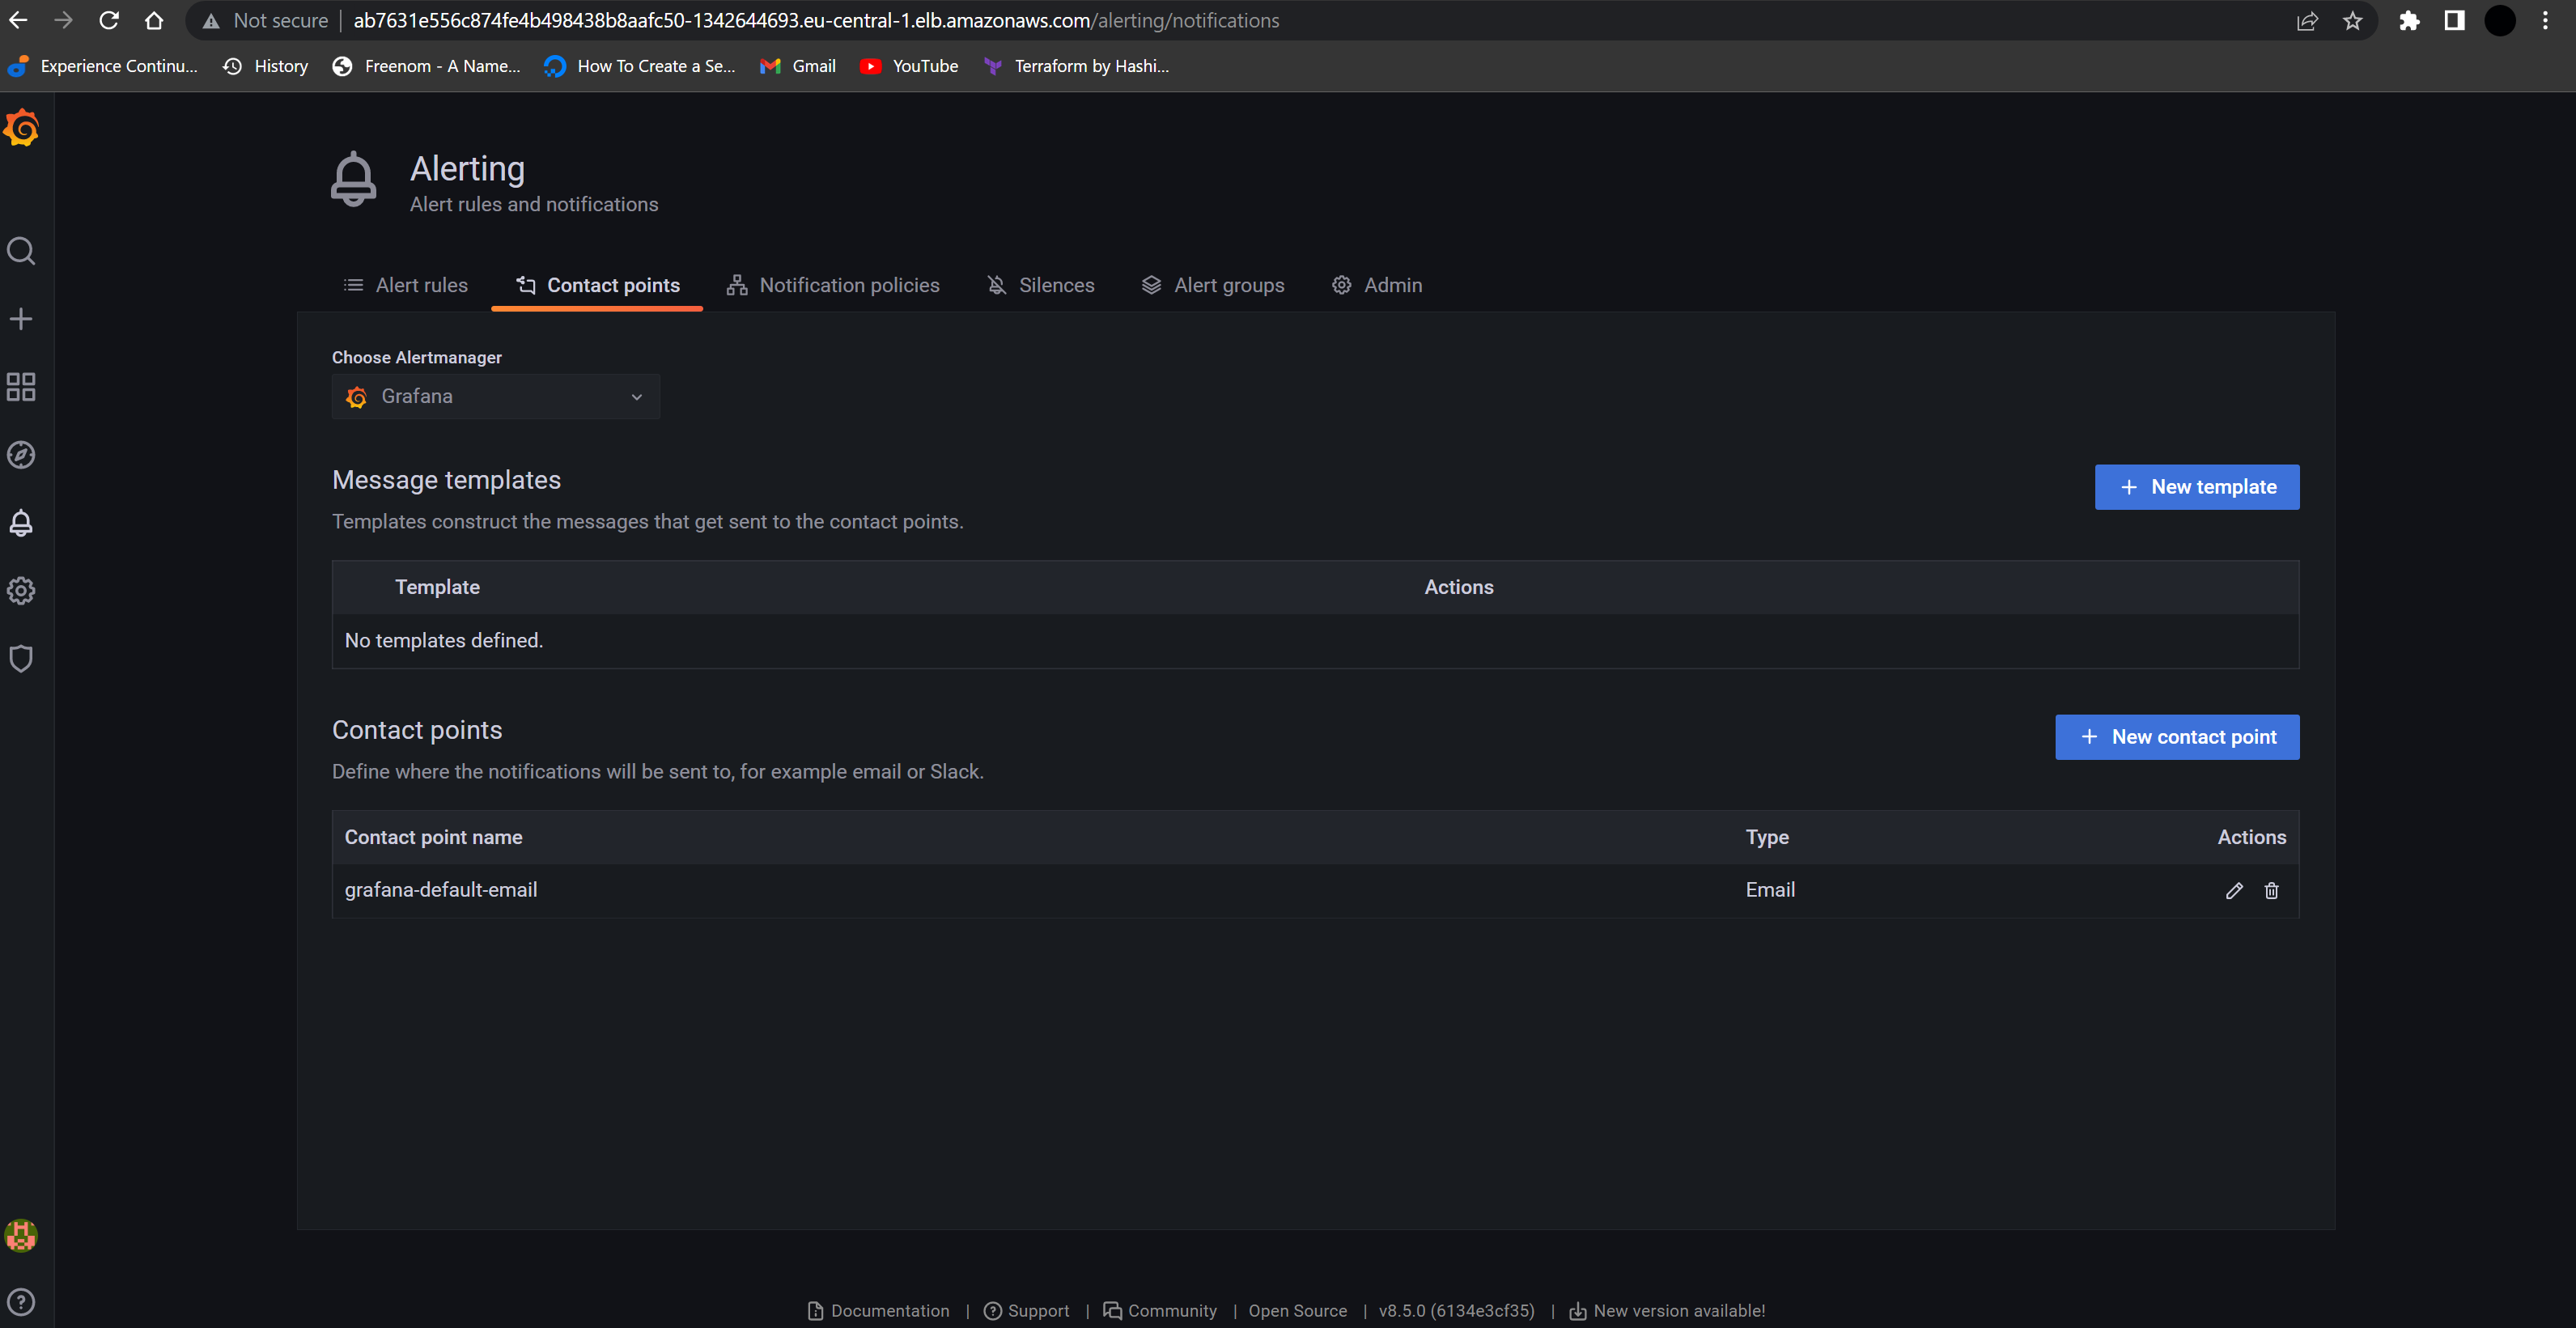 Not secure | ab7631e556c874fe4b498438b8aafc50-1342644693.eu-central-1.elb.amazonaws.com/alerting/notifications
Experience Continu... History Freenom - A Name... How To Create a Se... Gmail YouTube Terraform by Hashi...
Alerting
Alert rules and notifications
Alert rules Contact points Notification policies Silences Alert groups Admin
Choose Alertmanager
Grafana
Message templates
New template
Templates construct the messages that get sent to the contact points.
Template Actions
No templates defined.
Contact points
New contact point
Define where the notifications will be sent to, for example email or Slack.
Contact point name Type Actions
grafana-default-email Email
Documentation | Support | Community | Open Source | v8.5.0 (6134e3cf35) | New version available!